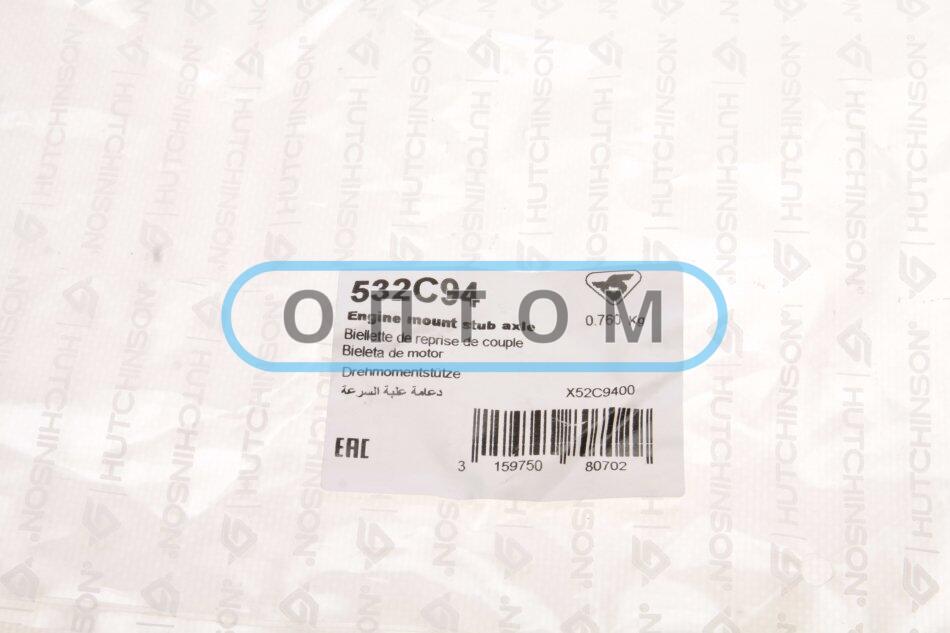 HUTCHINSON
532C94
0.760 Kg
Engine mount stub axle
Biellette de reprise de couple
Bieleta de motor
Drehmomentstütze
دعامة علبة السرعة
X52C9400
EAC
3 159750 80702
ОПТОМ